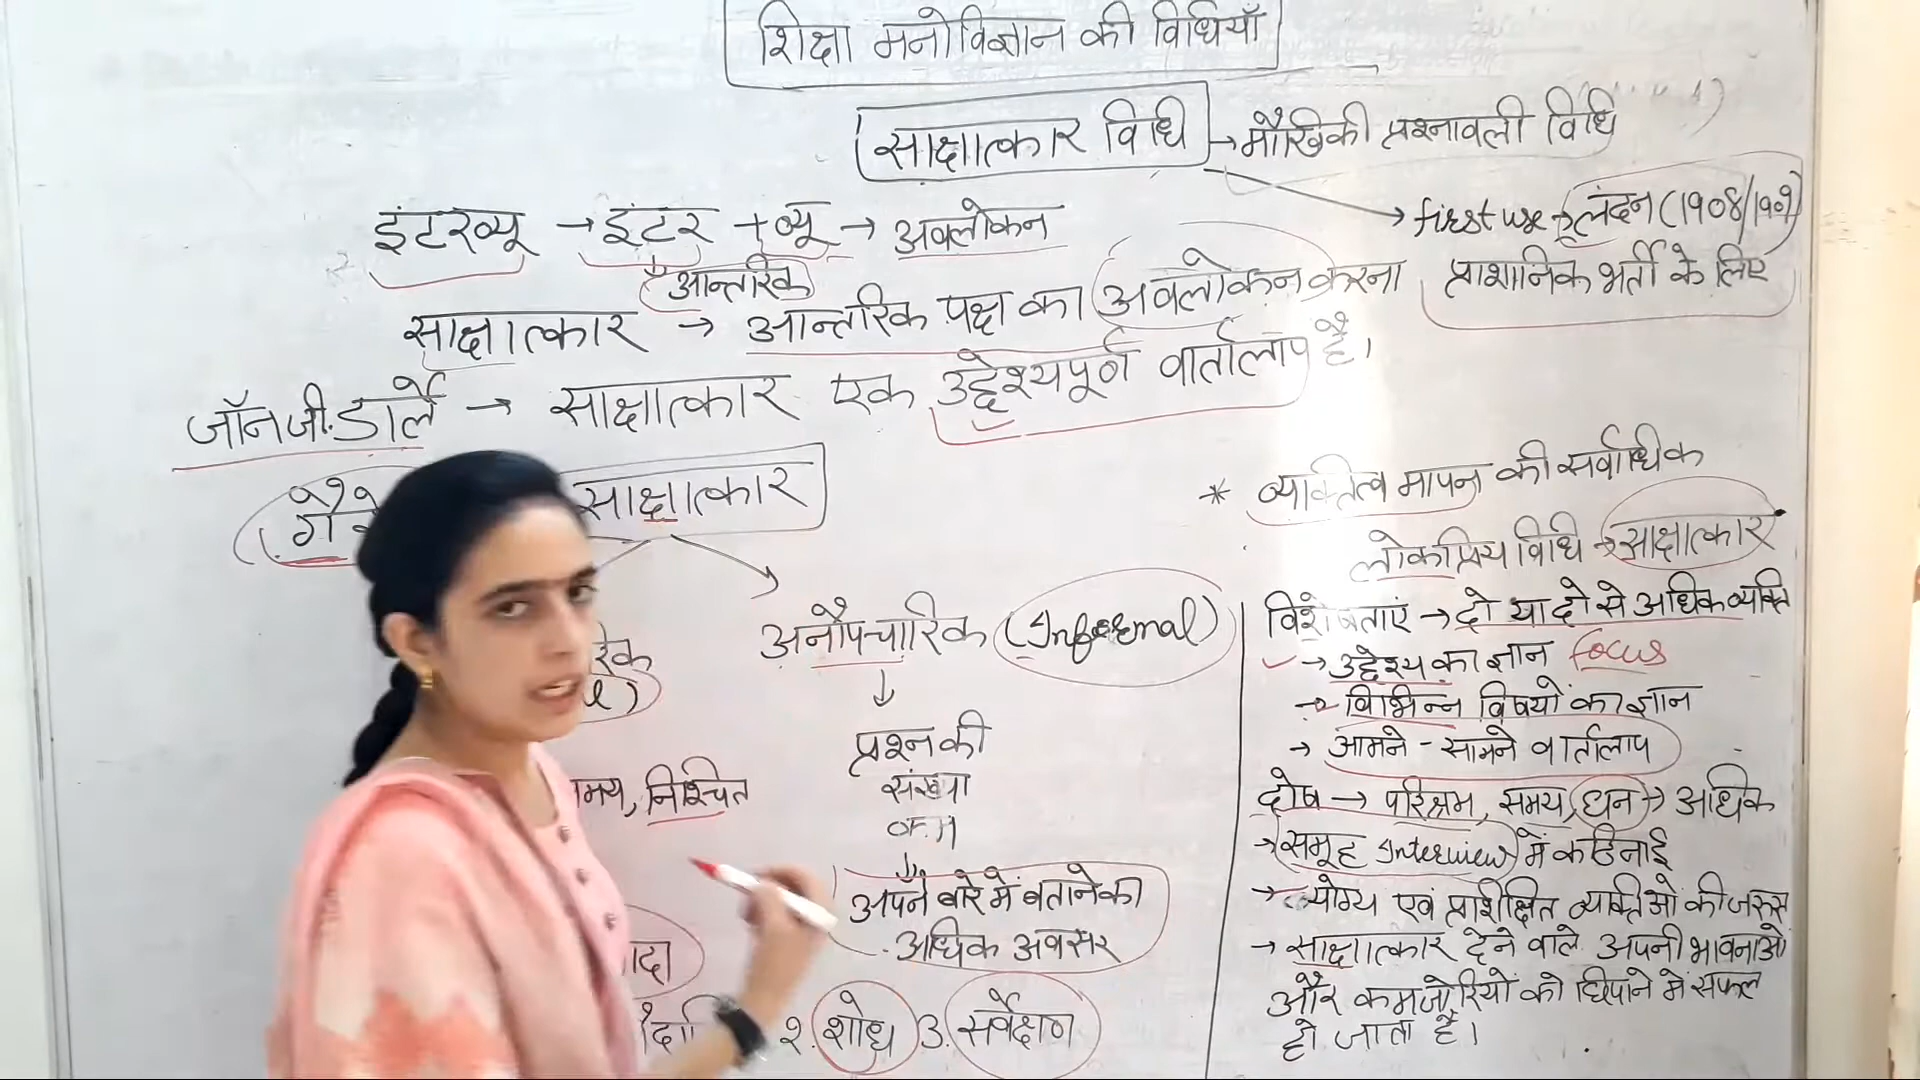 शिक्षा मनोविज्ञान की विधियाँ
साक्षात्कार विधि → मौखिकी प्रश्नावली विधि
→ first use → लंदन (१९०४/१९०१)
प्राशानिक भर्ती के लिए
इंटरव्यू → इंटर + व्यू → अवलोकन
आन्तरिक
साक्षात्कार → आन्तरिक पक्ष का अवलोकन करना
जॉन जी. डार्ले → साक्षात्कार एक उद्देश्यपूर्ण वार्तालाप है।
साक्षात्कार
अनौपचारिक (Informal)
↓
प्रश्न की
संख्या
कम
↓
अपने बारे में बताने का
अधिक अवसर
मय, निश्चित
२. शोध ३. सर्वेक्षण
* व्यक्तित्व मापन की सर्वाधिक
लोकप्रिय विधि → साक्षात्कार
विशेषताएं → दो या दो से अधिक व्यक्ति
→ उद्देश्य का ज्ञान focus
→ विभिन्न विषयों का ज्ञान
→ आमने - सामने वार्तालाप
दोष → परिश्रम, समय, धन → अधिक
→ समूह Interview में कठिनाई
→ योग्य एवं प्रशिक्षित व्यक्तिओ की जरुरत
→ साक्षात्कार देने वाले अपनी भावनाओ
और कमजोरियों को छिपाने में सफल
हो जाता है।